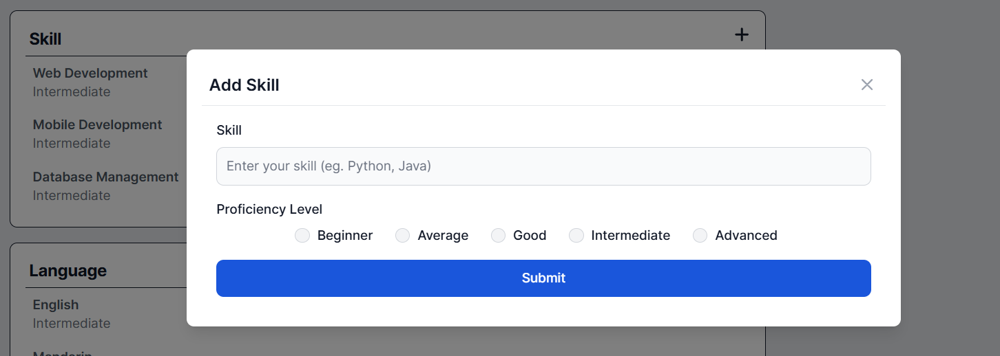 Skill
Web Development
Intermediate
Mobile Development
Intermediate
Database Management
Intermediate
Language
English
Intermediate
Mandarin
Add Skill
Skill
Enter your skill (eg. Python, Java)
Proficiency Level
Beginner Average Good Intermediate Advanced
Submit